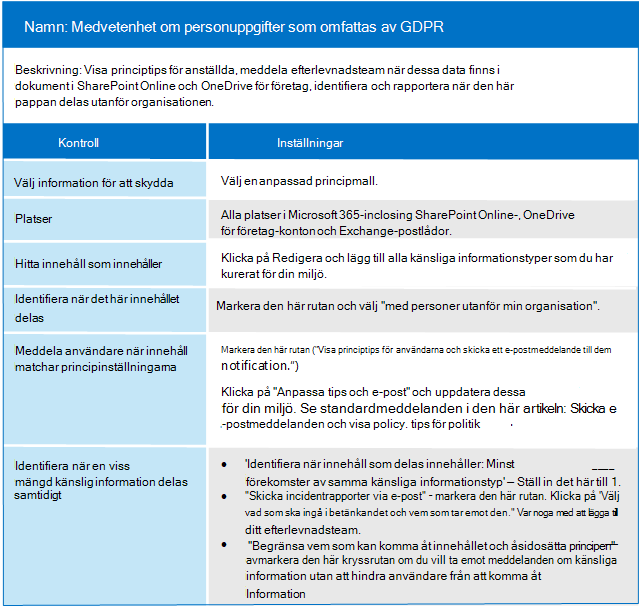 Namn: Medvetenhet om personuppgifter som omfattas av GDPR
Beskrivning: Visa principtips för anställda, meddela efterlevnadsteam när dessa data finns i
dokument i SharePoint Online och OneDrive för företag, identifiera och rapportera när den här
pappan delas utanför organisationen.
Kontroll
Inställningar
Välj information för att skydda
Välj en anpassad principmall.
Platser
Alla platser i Microsoft 365-inclosing SharePoint Online-, OneDrive
för företag-konton och Exchange-postlådor.
Hitta innehåll som innehåller
Klicka på Redigera och lägg till alla känsliga informationstyper som du har
kurerat för din miljö.
Identifiera när det här innehållet
delas
Markera den här rutan och välj "med personer utanför min organisation".
Meddela användare när innehåll
matchar principinställningarna
Markera den här rutan ("Visa principtips för användarna och skicka ett e-postmeddelande till dem
notification.")
Klicka på "Anpassa tips och e-post" och uppdatera dessa
för din miljö. Se standardmeddelanden i den här artikeln: Skicka e
-postmeddelanden och visa policy. tips för politik
Identifiera när en viss
mängd känslig information delas
samtidigt
• 'Identifiera när innehåll som delas innehåller: Minst ____
förekomster av samma känsliga informationstyp' – Ställ in det här till 1.
• "Skicka incidentrapporter via e-post" - markera den här rutan. Klicka på 'Välj
vad som ska ingå i betänkandet och vem som tar emot den." Var noga med att lägga till
ditt efterlevnadsteam.
• "Begränsa vem som kan komma åt innehållet och åsidosätta principen"
avmarkera den här kryssrutan om du vill ta emot meddelanden om känsliga
information utan att hindra användare från att komma åt
Information